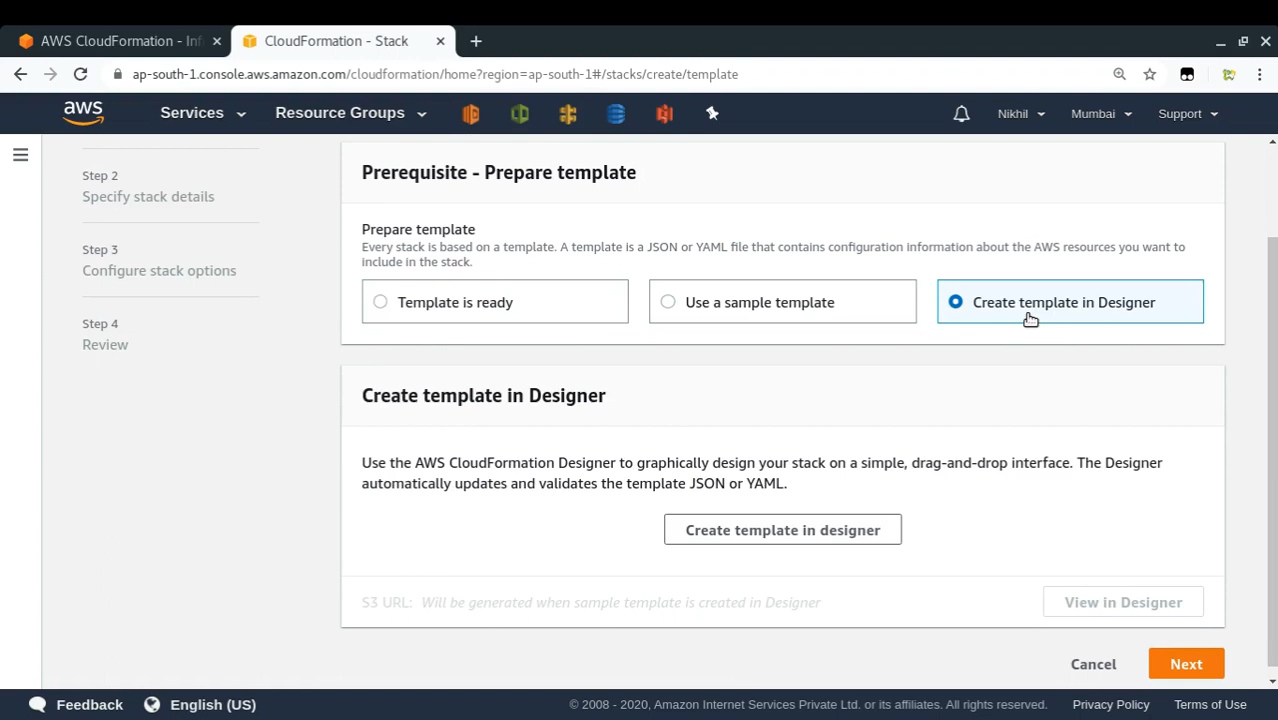 AWS CloudFormation - Inf
CloudFormation - Stack
ap-south-1.console.aws.amazon.com/cloudformation/home?region=ap-south-1#/stacks/create/template
aws
Services
Resource Groups
Nikhil
Mumbai
Support
Step 2
Specify stack details
Step 3
Configure stack options
Step 4
Review
Prerequisite - Prepare template
Prepare template
Every stack is based on a template. A template is a JSON or YAML file that contains configuration information about the AWS resources you want to
include in the stack.
Template is ready
Use a sample template
Create template in Designer
Create template in Designer
Use the AWS CloudFormation Designer to graphically design your stack on a simple, drag-and-drop interface. The Designer
automatically updates and validates the template JSON or YAML.
Create template in designer
S3 URL: Will be generated when sample template is created in Designer
View in Designer
Cancel
Next
Feedback
English (US)
© 2008 - 2020, Amazon Internet Services Private Ltd. or its affiliates. All rights reserved.
Privacy Policy
Terms of Use